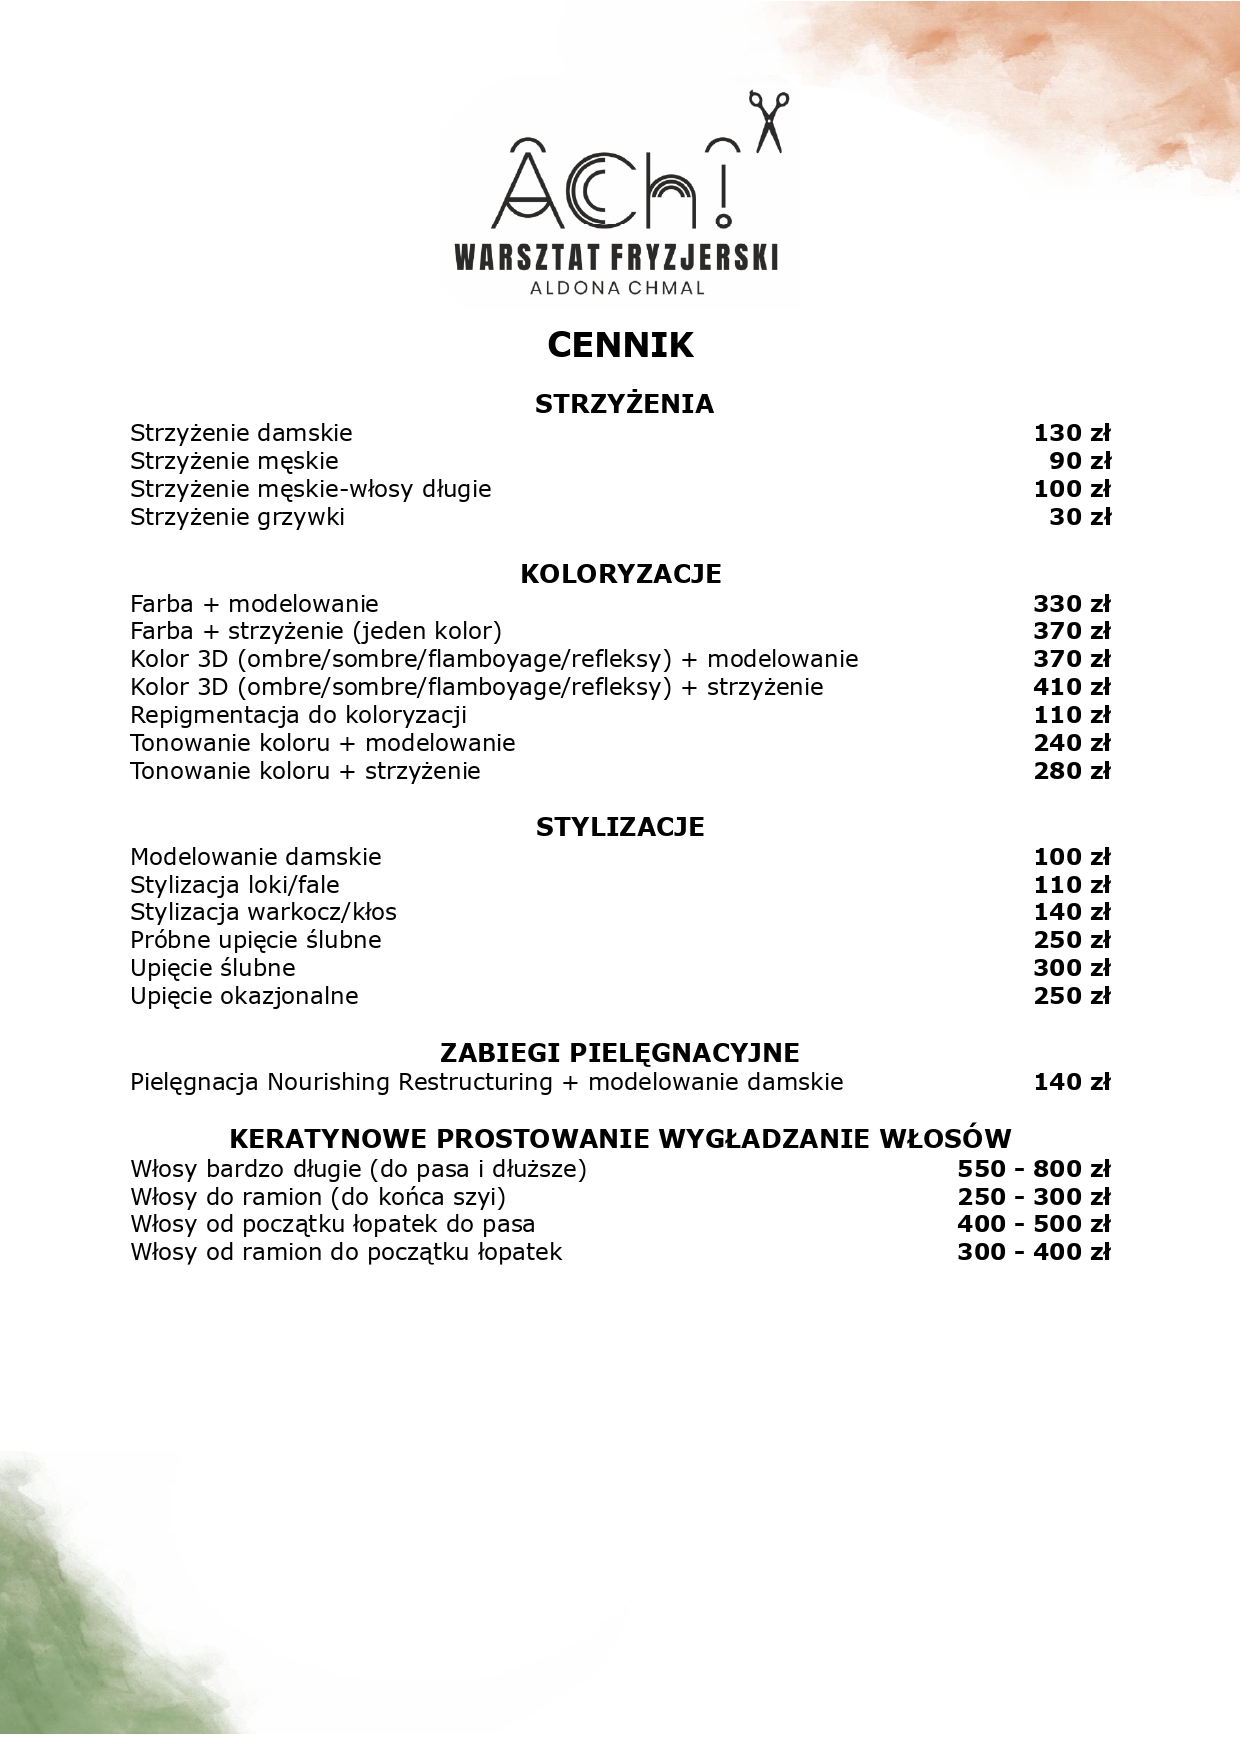 ACh!
WARSZTAT FRYZJERSKI
ALDONA CHMAL
CENNIK
STRZYŻENIA
Strzyżenie damskie 130 zł
Strzyżenie męskie 90 zł
Strzyżenie męskie-włosy długie 100 zł
Strzyżenie grzywki 30 zł
KOLORYZACJE
Farba + modelowanie 330 zł
Farba + strzyżenie (jeden kolor) 370 zł
Kolor 3D (ombre/sombre/flamboyage/refleksy) + modelowanie 370 zł
Kolor 3D (ombre/sombre/flamboyage/refleksy) + strzyżenie 410 zł
Repigmentacja do koloryzacji 110 zł
Tonowanie koloru + modelowanie 240 zł
Tonowanie koloru + strzyżenie 280 zł
STYLIZACJE
Modelowanie damskie 100 zł
Stylizacja loki/fale 110 zł
Stylizacja warkocz/kłos 140 zł
Próbne upięcie ślubne 250 zł
Upięcie ślubne 300 zł
Upięcie okazjonalne 250 zł
ZABIEGI PIELĘGNACYJNE
Pielęgnacja Nourishing Restructuring + modelowanie damskie 140 zł
KERATYNOWE PROSTOWANIE WYGŁADZANIE WŁOSÓW
Włosy bardzo długie (do pasa i dłuższe) 550 - 800 zł
Włosy do ramion (do końca szyi) 250 - 300 zł
Włosy od początku łopatek do pasa 400 - 500 zł
Włosy od ramion do początku łopatek 300 - 400 zł